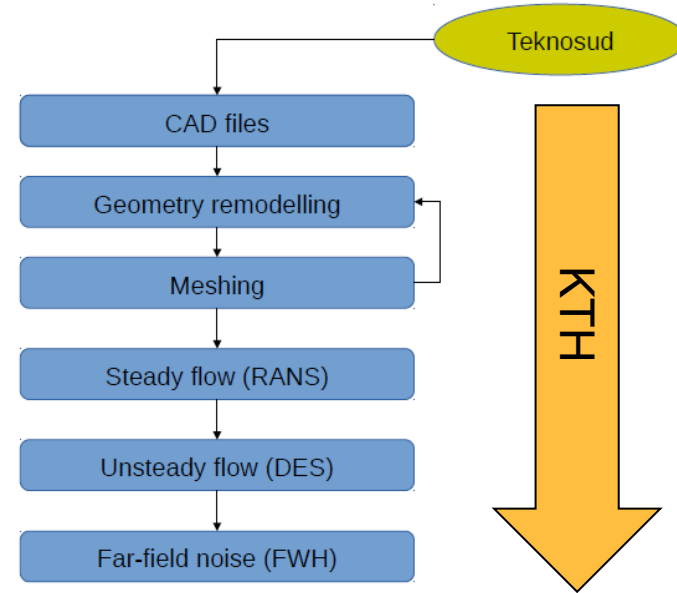 Teknosud
CAD files
Geometry remodelling
Meshing
Steady flow (RANS)
Unsteady flow (DES)
Far-field noise (FWH)
KTH